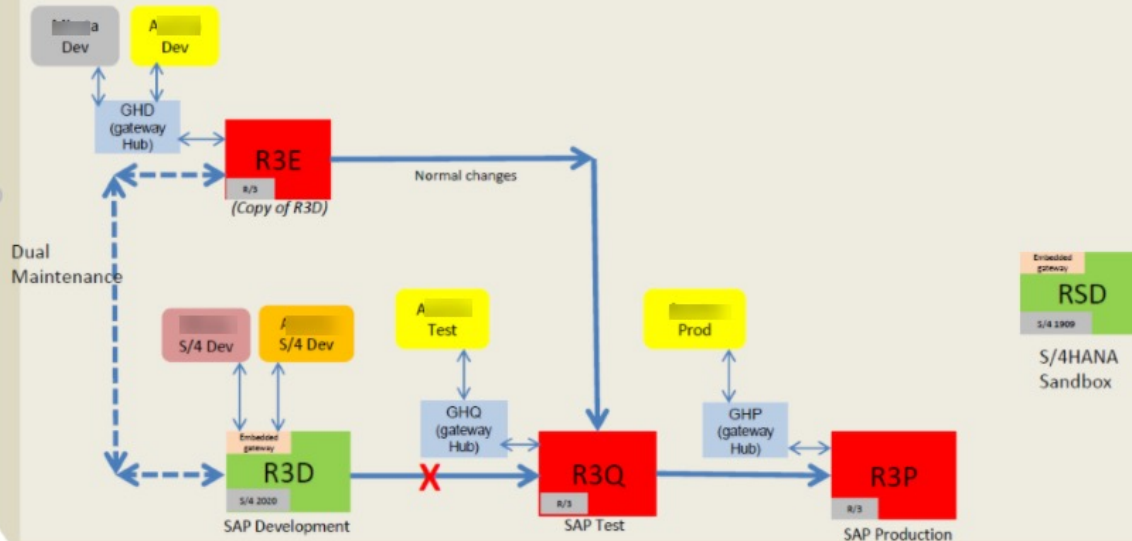 Dev
A
Dev
GHD
(gateway
Hub)
R3E
R/3
(Copy of R3D)
Normal changes
Dual
Maintenance
Embedded
gateway
RSD
S/4 1909
S/4HANA
Sandbox
S/4 Dev
A
S/4 Dev
A
Test
Prod
GHQ
(gateway
Hub)
GHP
(gateway
Hub)
Embedded
gateway
R3D
S/4 2020
SAP Development
X
R3Q
R/3
SAP Test
R3P
R/3
SAP Production